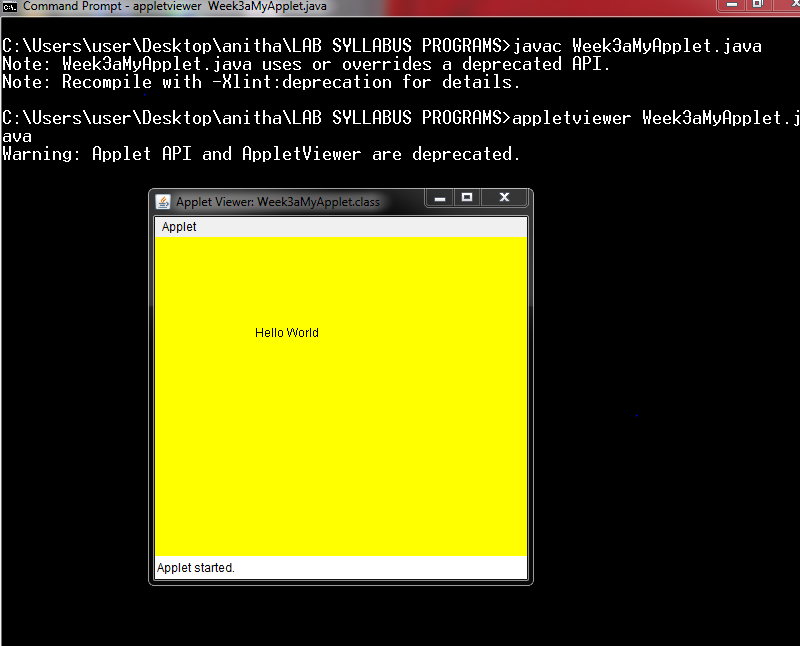 Command Prompt - appletviewer  Week3aMyApplet.java
C:\Users\user\Desktop\anitha\LAB SYLLABUS PROGRAMS>javac Week3aMyApplet.java
Note: Week3aMyApplet.java uses or overrides a deprecated API.
Note: Recompile with -Xlint:deprecation for details.
C:\Users\user\Desktop\anitha\LAB SYLLABUS PROGRAMS>appletviewer Week3aMyApplet.j
ava
Warning: Applet API and AppletViewer are deprecated.
Applet Viewer: Week3aMyApplet.class
Applet
Hello World
Applet started.